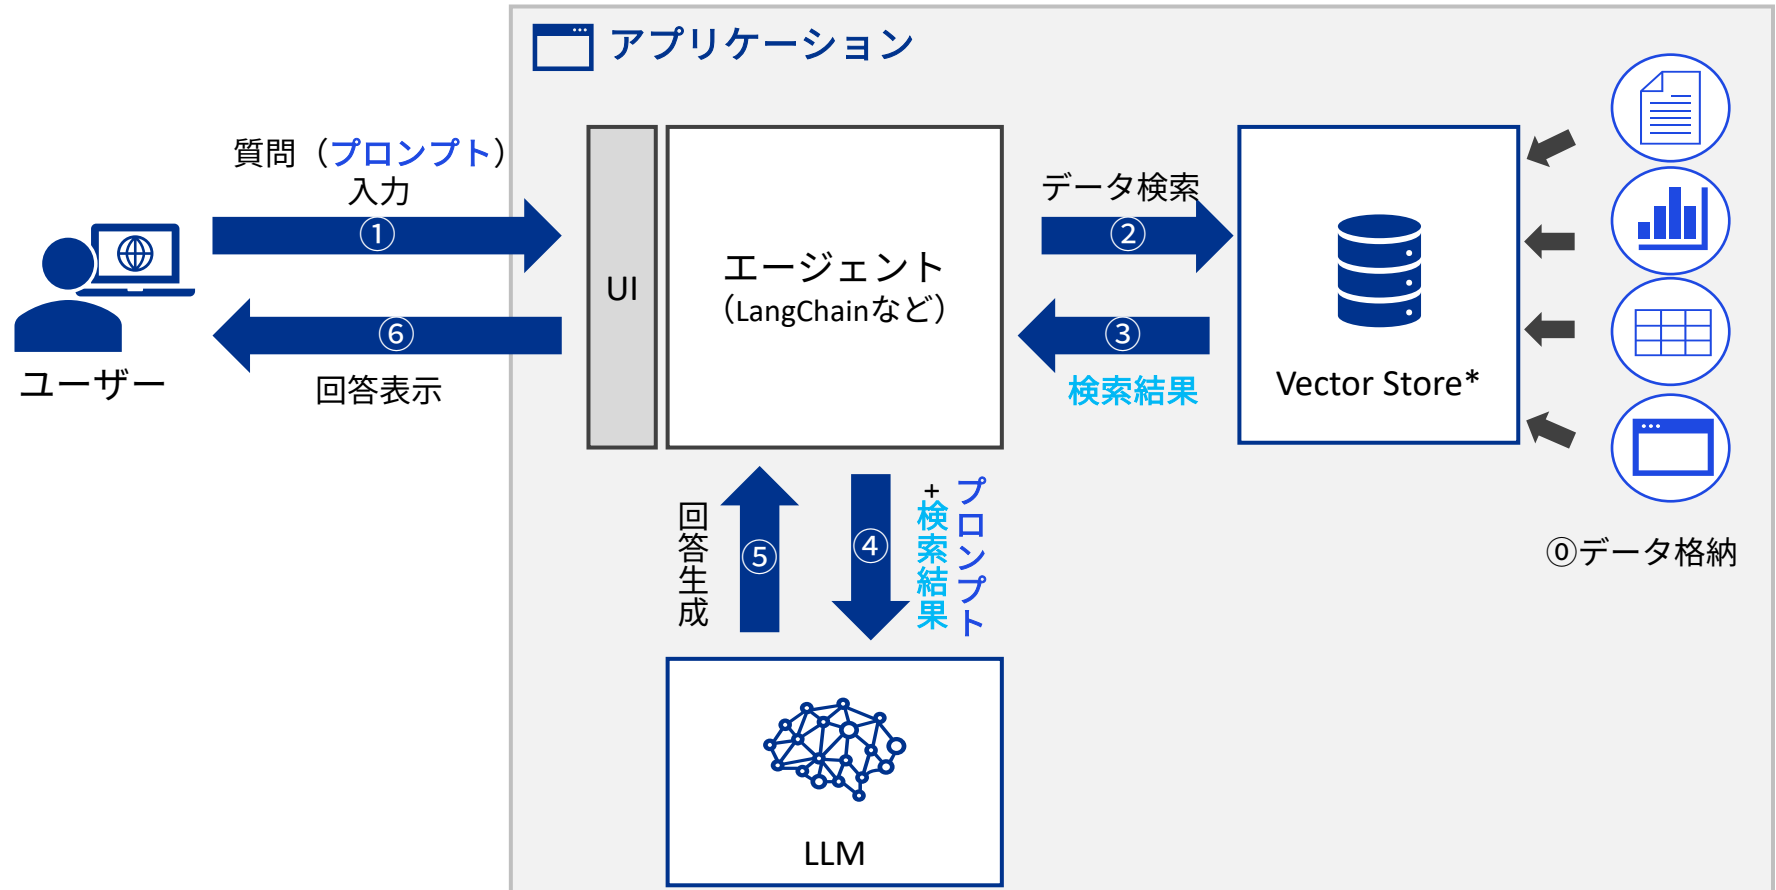 アプリケーション
質問（プロンプト）
入力
①
⑥
回答表示
ユーザー
UI
エージェント
（LangChainなど）
データ検索
②
③
検索結果
Vector Store*
⓪データ格納
回答生成
⑤
④
プロンプト
+検索結果
LLM